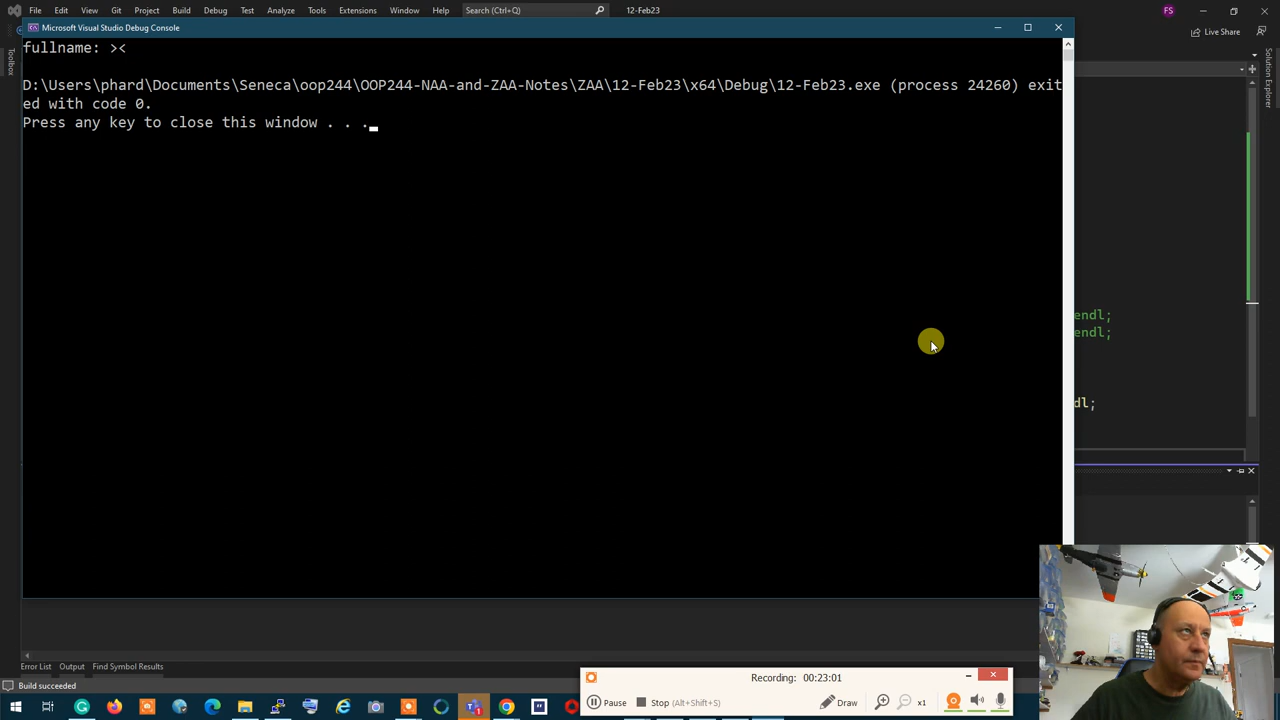 File Edit View Git Project Build Debug Test Analyze Tools Extensions Window Help Search (Ctrl+Q) 12-Feb23 FS
Microsoft Visual Studio Debug Console
Live Share
Toolbox
Solution Explorer
fullname: ><
D:\Users\phard\Documents\Seneca\oop244\OOP244-NAA-and-ZAA-Notes\ZAA\12-Feb23\x64\Debug\12-Feb23.exe (process 24260) exit
ed with code 0.
Press any key to close this window . . .
endl;
endl;
dl;
Error List Output Find Symbol Results
Build succeeded
Recording: 00:23:01
Pause Stop (Alt+Shift+S) Draw x1